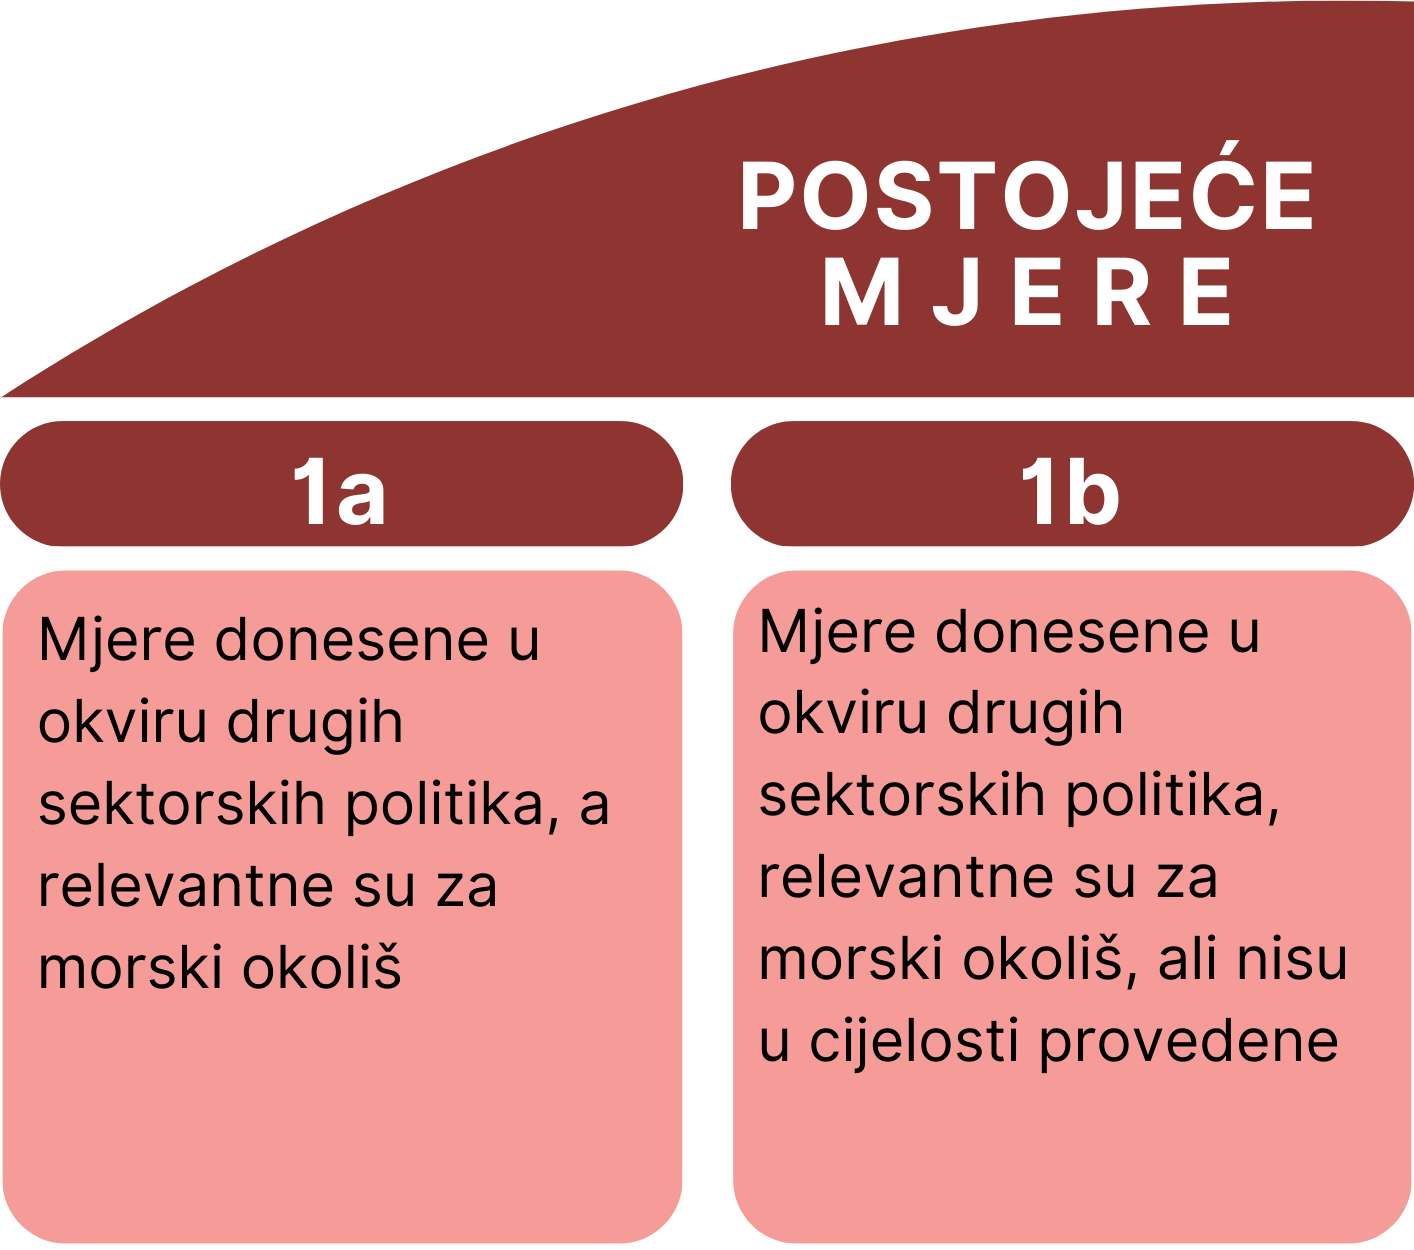 POSTOJEĆE
MJERE
1a
Mjere donesene u
okviru drugih
sektorskih politika, a
relevantne su za
morski okoliš
1b
Mjere donesene u
okviru drugih
sektorskih politika,
relevantne su za
morski okoliš, ali nisu
u cijelosti provedene